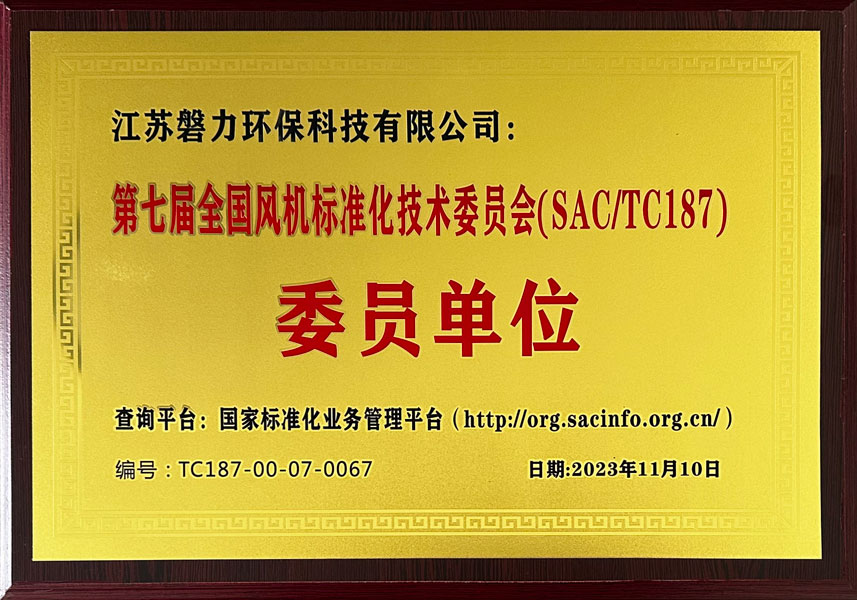 江苏磐力环保科技有限公司：
第七届全国风机标准化技术委员会(SAC/TC187)
委员单位
查询平台：国家标准化业务管理平台（http://org.sacinfo.org.cn/）
编号：TC187-00-07-0067
日期:2023年11月10日